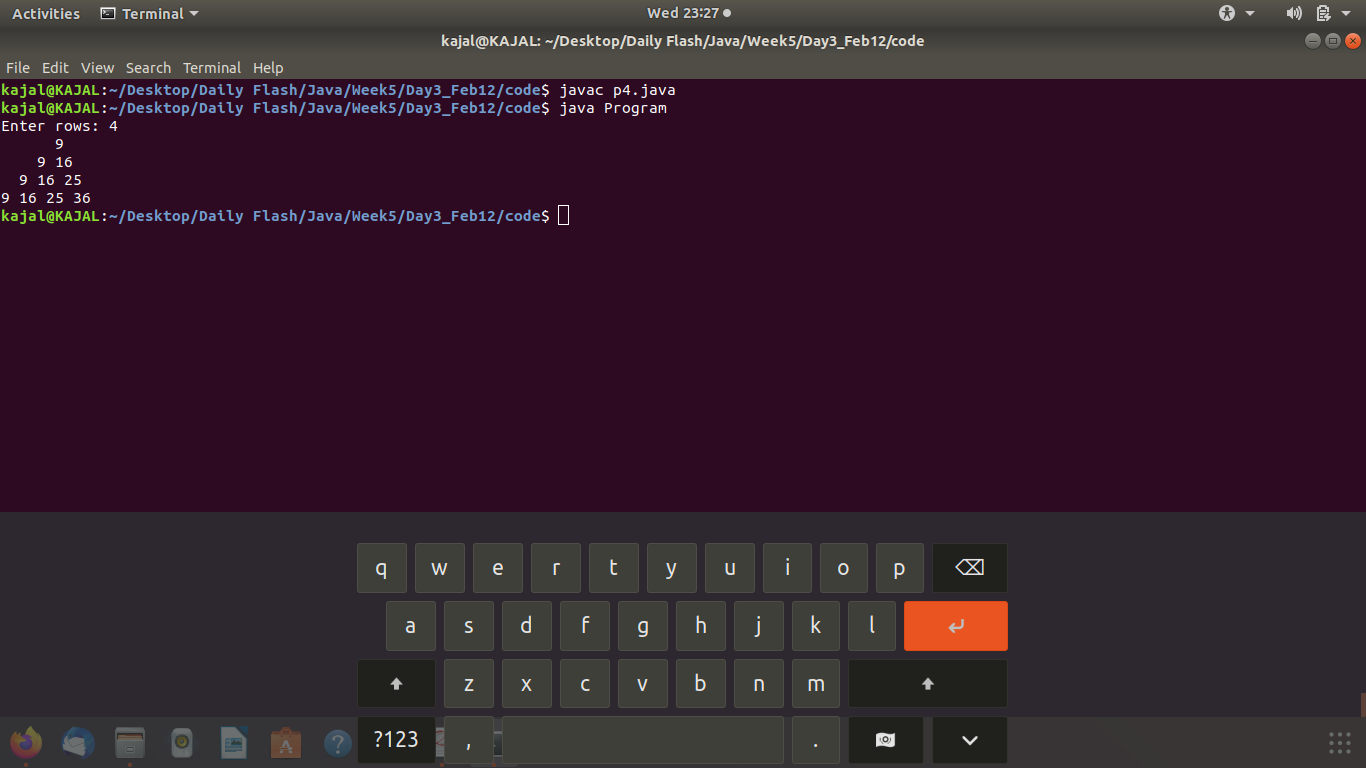 Activities Terminal Wed 23:27
kajal@KAJAL: ~/Desktop/Daily Flash/Java/Week5/Day3_Feb12/code
File Edit View Search Terminal Help
kajal@KAJAL:~/Desktop/Daily Flash/Java/Week5/Day3_Feb12/code$ javac p4.java
kajal@KAJAL:~/Desktop/Daily Flash/Java/Week5/Day3_Feb12/code$ java Program
Enter rows: 4
      9
    9 16
  9 16 25
9 16 25 36
kajal@KAJAL:~/Desktop/Daily Flash/Java/Week5/Day3_Feb12/code$
q w e r t y u i o p
a s d f g h j k l
z x c v b n m
? ?123 , .